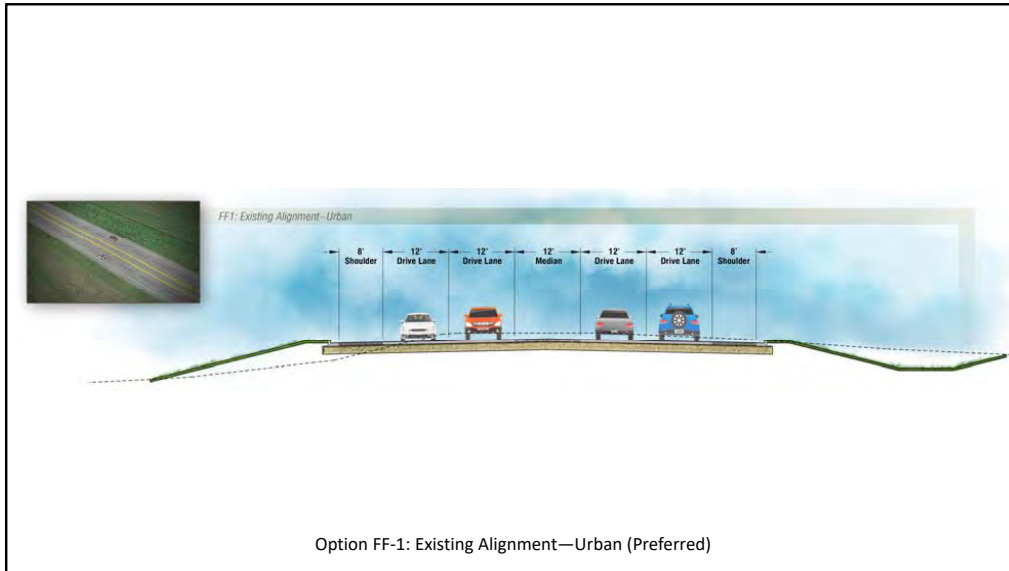 FF1: Existing Alignment–Urban
8' 12' 12' 12' 12' 12' 8'
Shoulder Drive Lane Drive Lane Median Drive Lane Drive Lane Shoulder
Option FF-1: Existing Alignment—Urban (Preferred)